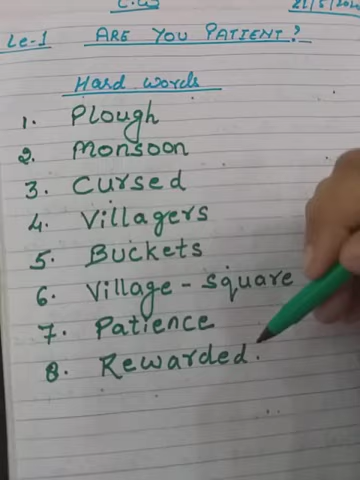 C.W
Le-1 ARE YOU PATIENT?
Hard words
1. Plough
2. Monsoon
3. Cursed
4. Villagers
5. Buckets
6. Village - square
7. Patience
8. Rewarded.